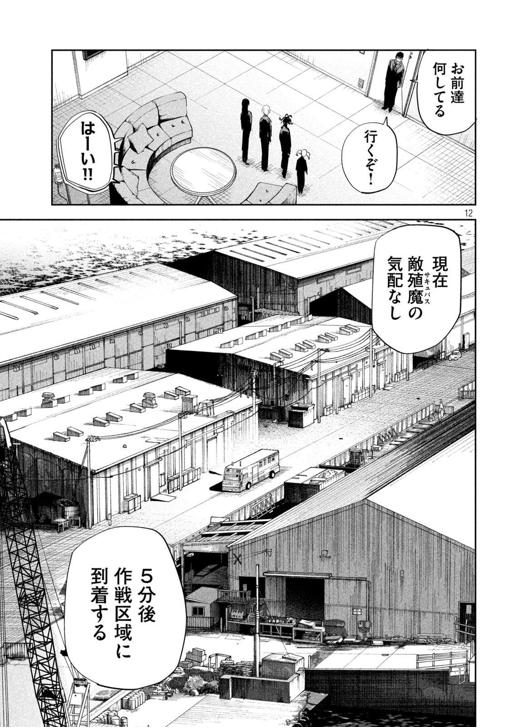 お前達
何してる
行くぞ！
はーい!!
12
現在
敵殖魔の
サキュバス
気配なし
5分後
作戦区域に
到着する